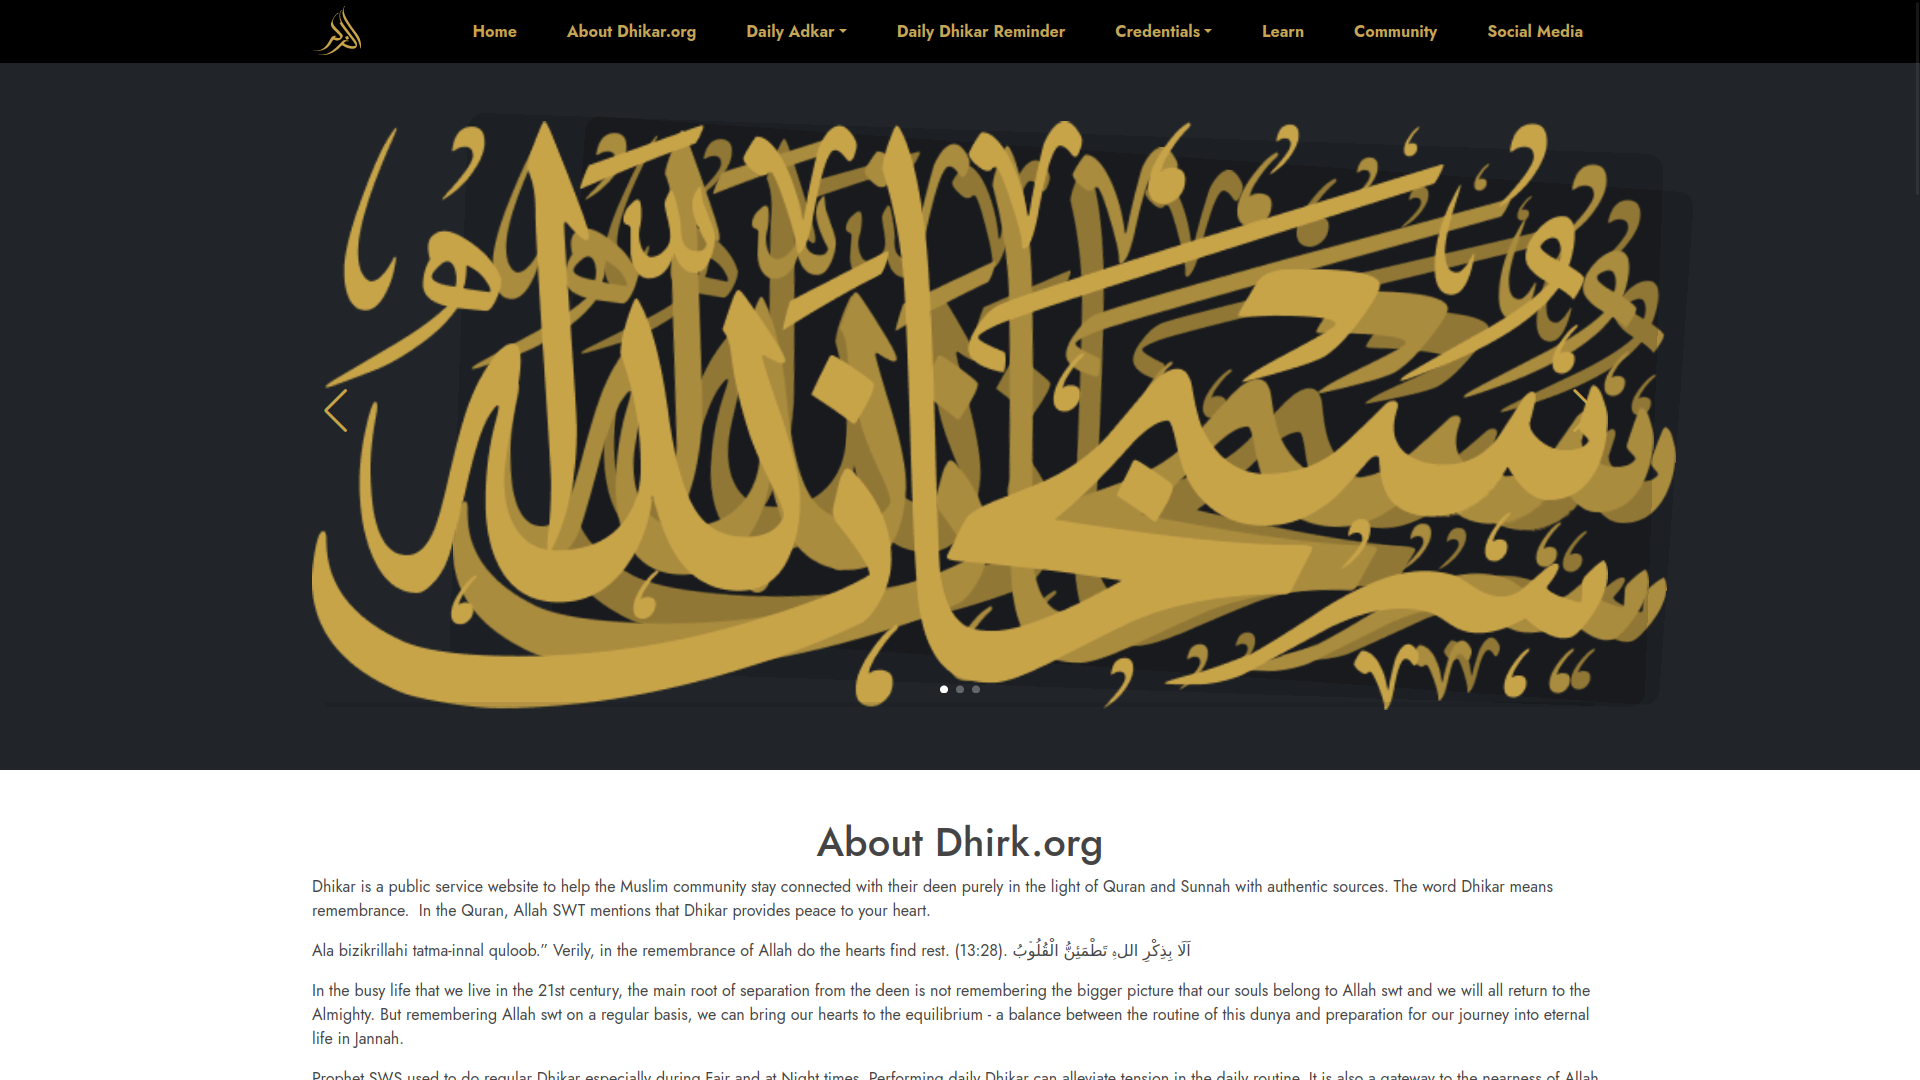 Home About Dhikar.org Daily Adkar Daily Dhikar Reminder Credentials Learn Community Social Media
سُبْحَانَ اللّٰهِ
About Dhirk.org
Dhikar is a public service website to help the Muslim community stay connected with their deen purely in the light of Quran and Sunnah with authentic sources. The word Dhikar means
remembrance.  In the Quran, Allah SWT mentions that Dhikar provides peace to your heart.
Ala bizikrillahi tatma-innal quloob.” Verily, in the remembrance of Allah do the hearts find rest. (13:28). اَلَا بِذِكْرِ اللهِ تَطْمَئِنُّ الْقُلُوْبُ
In the busy life that we live in the 21st century, the main root of separation from the deen is not remembering the bigger picture that our souls belong to Allah swt and we will all return to the
Almighty. But remembering Allah swt on a regular basis, we can bring our hearts to the equilibrium - a balance between the routine of this dunya and preparation for our journey into eternal
life in Jannah.
Prophet SWS used to do regular Dhikar especially during Fajr and at Night times. Performing daily Dhikar can alleviate tension in the daily routine. It is also a gateway to the nearness of Allah